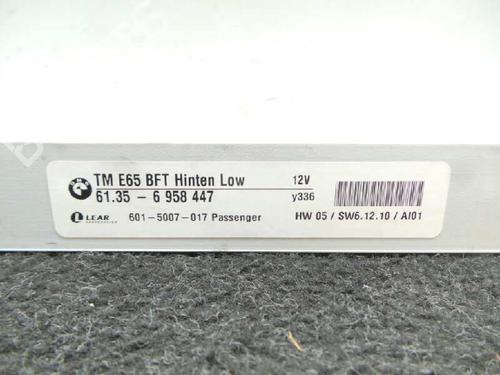 TM E65 BFT Hinten Low 12V
61.35 - 6 958 447 y336
LEAR 601-5007-017 Passenger HW 05 / SW6.12.10 / AI01